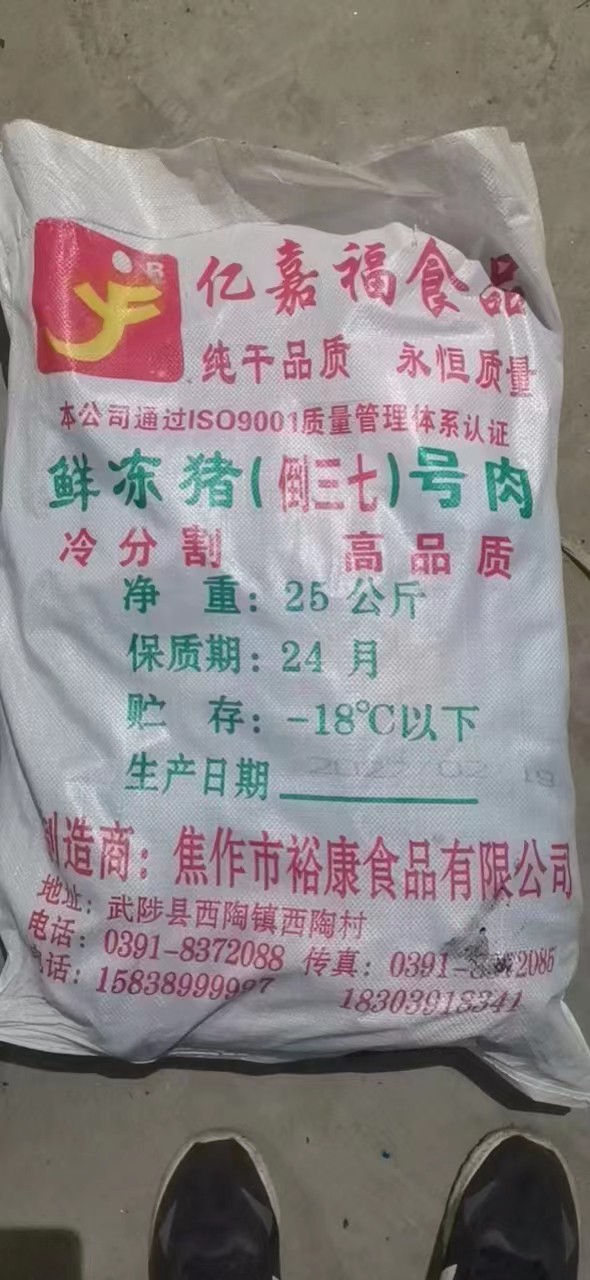 R
亿嘉福食品
纯干品质 永恒质量
本公司通过ISO9001质量管理体系认证
鲜冻猪(倒三七)号肉
冷分割 高品质
净 重: 25 公斤
保质期: 24 月
贮 存: -18℃以下
生产日期
制造商: 焦作市裕康食品有限公司
地址: 武陟县西陶镇西陶村
电话: 0391-8372088 传真:
电话: 18303918341